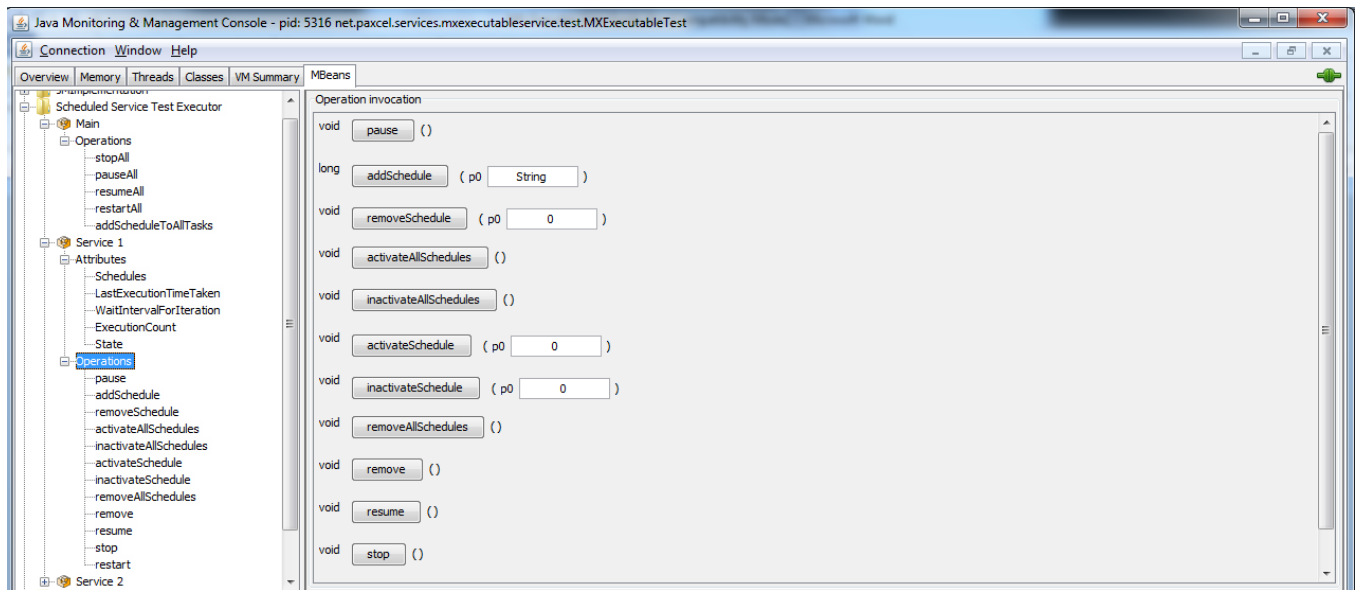 Java Monitoring & Management Console - pid: 5316 net.paxcel.services.mxexecutableservice.test.MXExecutableTest
Connection Window Help
Overview Memory Threads Classes VM Summary MBeans
JMImplementation
Scheduled Service Test Executor
Main
Operations
stopAll
pauseAll
resumeAll
restartAll
addScheduleToAllTasks
Service 1
Attributes
Schedules
LastExecutionTimeTaken
WaitIntervalForIteration
ExecutionCount
State
Operations
pause
addSchedule
removeSchedule
activateAllSchedules
inactivateAllSchedules
activateSchedule
inactivateSchedule
removeAllSchedules
remove
resume
stop
restart
Service 2
Operation invocation
void pause ()
long addSchedule ( p0 String )
void removeSchedule ( p0 0 )
void activateAllSchedules ()
void inactivateAllSchedules ()
void activateSchedule ( p0 0 )
void inactivateSchedule ( p0 0 )
void removeAllSchedules ()
void remove ()
void resume ()
void stop ()